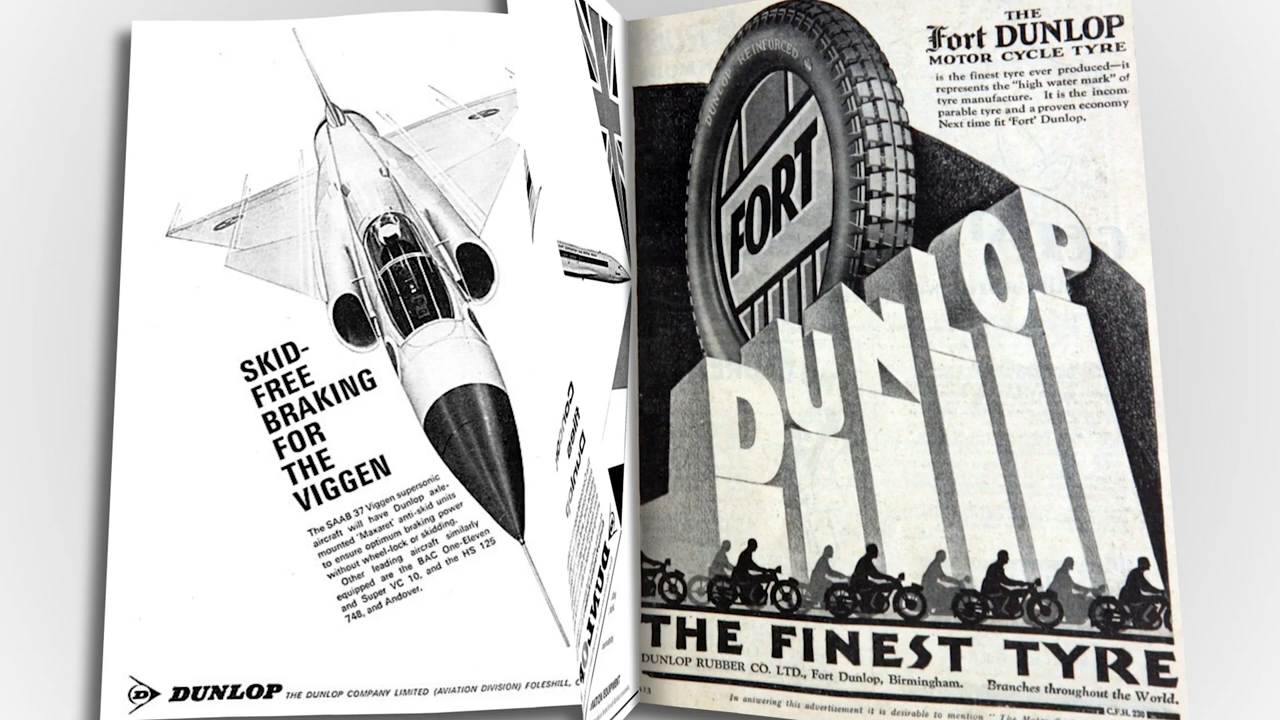 SKID-
FREE
BRAKING
FOR
THE
VIGGEN
The SAAB 37 Viggen supersonic
aircraft will have Dunlop axle-
mounted 'Maxaret' anti-skid units
to ensure optimum braking power
without wheel-lock or skidding.
Other leading aircraft similarly
equipped are the BAC One-Eleven
and Super VC 10, and the HS 125
748, and Andover.
D DUNLOP THE DUNLOP COMPANY LIMITED (AVIATION DIVISION) FOLESHILL,
DUNLOP
THE
Fort DUNLOP
MOTOR CYCLE TYRE
is the finest tyre ever produced—is
represents the "high water mark" of
tyre manufacture. It is the incom
parable tyre and a proven economy
Next time fit 'Fort' Dunlop.
DUNLOP REINFORCED
FORT
DUNLOP
THE FINEST TYRE
DUNLOP RUBBER CO. LTD., Fort Dunlop, Birmingham. Branches throughout the World.
C.F.H. 230
In answering this advertisement it is desirable to mention "The Motor